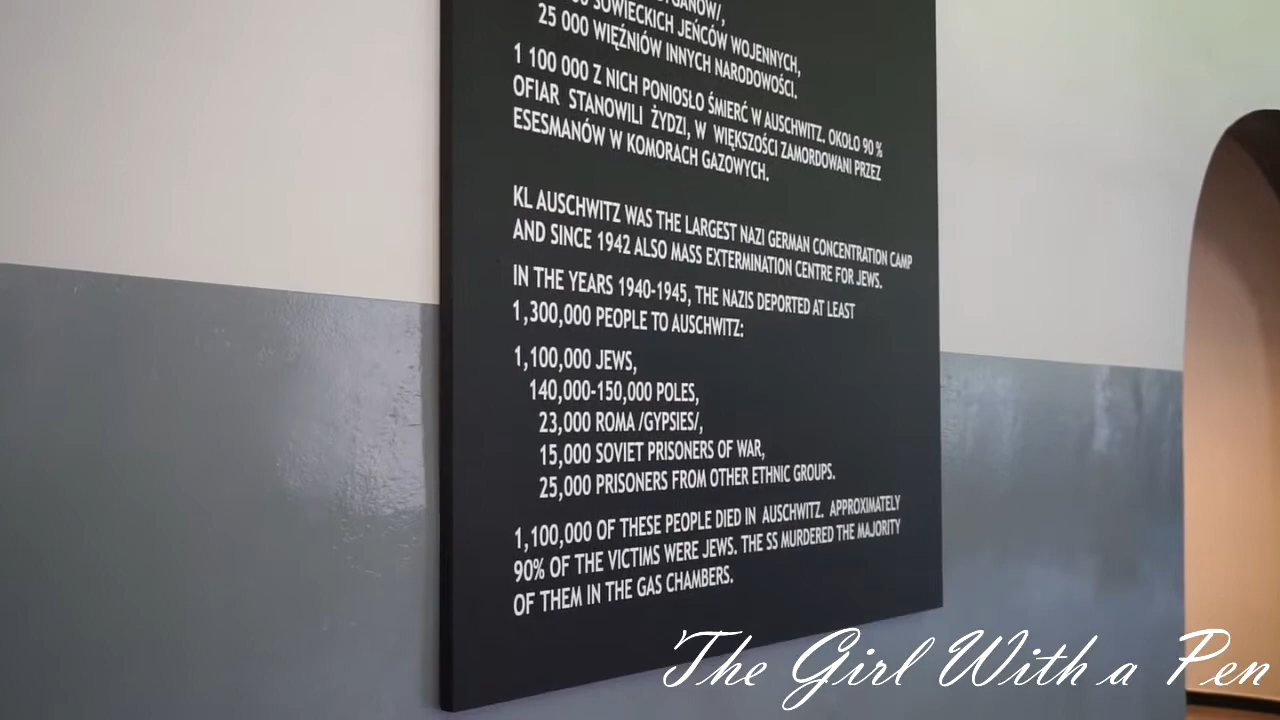 25 000 WIĘŹNIÓW INNYCH NARODOWOŚCI.
SOWIECKICH JEŃCÓW WOJENNYCH,
1 100 000 Z NICH PONIOSŁO ŚMIERĆ W AUSCHWITZ. OKOŁO 90 %
OFIAR STANOWILI ŻYDZI, W WIĘKSZOŚCI ZAMORDOWANI PRZEZ
ESESMANÓW W KOMORACH GAZOWYCH.
KL AUSCHWITZ WAS THE LARGEST NAZI GERMAN CONCENTRATION CAMP
AND SINCE 1942 ALSO MASS EXTERMINATION CENTRE FOR JEWS.
IN THE YEARS 1940-1945, THE NAZIS DEPORTED AT LEAST
1,300,000 PEOPLE TO AUSCHWITZ:
1,100,000 JEWS,
140,000-150,000 POLES,
23,000 ROMA /GYPSIES/,
15,000 SOVIET PRISONERS OF WAR,
25,000 PRISONERS FROM OTHER ETHNIC GROUPS.
1,100,000 OF THESE PEOPLE DIED IN AUSCHWITZ. APPROXIMATELY
90% OF THE VICTIMS WERE JEWS. THE SS MURDERED THE MAJORITY
OF THEM IN THE GAS CHAMBERS.
The Girl With a Pen